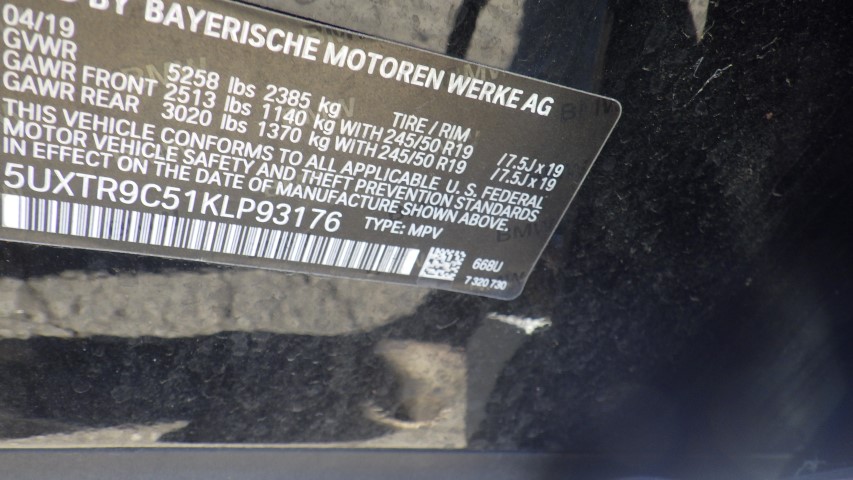 BY BAYERISCHE MOTOREN WERKE AG
04/19
GVWR 5258 lbs 2385 kg TIRE / RIM
GAWR FRONT 2513 lbs 1140 kg WITH 245/50 R19 /7.5J x 19
GAWR REAR 3020 lbs 1370 kg WITH 245/50 R19 /7.5J x 19
THIS VEHICLE CONFORMS TO ALL APPLICABLE U.S. FEDERAL
MOTOR VEHICLE SAFETY AND THEFT PREVENTION STANDARDS
IN EFFECT ON THE DATE OF MANUFACTURE SHOWN ABOVE.
5UXTR9C51KLP93176 TYPE: MPV
668U
7 320 730